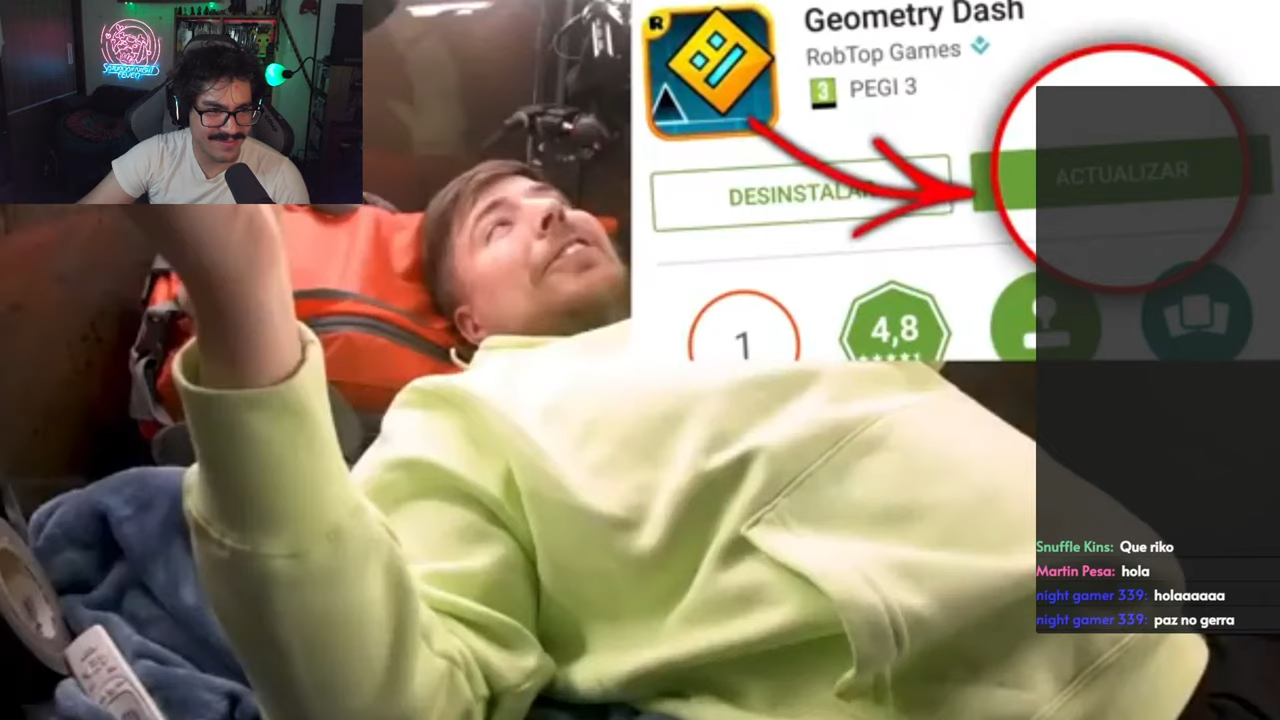 Geometry Dash
RobTop Games
3 PEGI 3
DESINSTALAR
ACTUALIZAR
1
4,8
Snuffle Kins: Que riko
Martin Pesa: hola
night gamer 339: holaaaaaa
night gamer 339: paz no gerra